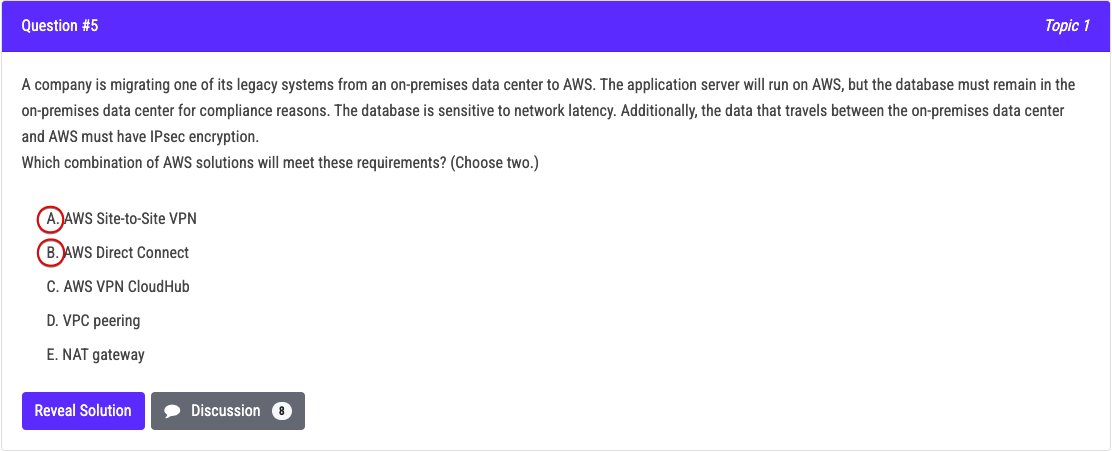 Question #5
Topic 1
A company is migrating one of its legacy systems from an on-premises data center to AWS. The application server will run on AWS, but the database must remain in the
on-premises data center for compliance reasons. The database is sensitive to network latency. Additionally, the data that travels between the on-premises data center
and AWS must have IPsec encryption.
Which combination of AWS solutions will meet these requirements? (Choose two.)
A. AWS Site-to-Site VPN
B. AWS Direct Connect
C. AWS VPN CloudHub
D. VPC peering
E. NAT gateway
Reveal Solution
Discussion 8